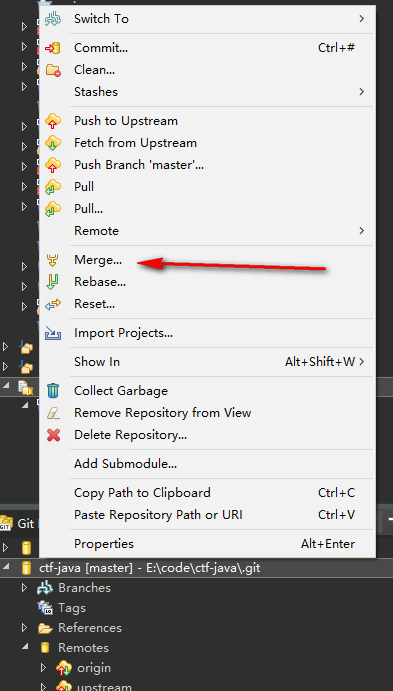 Switch To
Commit... Ctrl+#
Clean...
Stashes
Push to Upstream
Fetch from Upstream
Push Branch 'master'...
Pull
Pull...
Remote
Merge...
Rebase...
Reset...
Import Projects...
Show In Alt+Shift+W
Collect Garbage
Remove Repository from View
Delete Repository...
Add Submodule...
Copy Path to Clipboard Ctrl+C
Paste Repository Path or URI Ctrl+V
Properties Alt+Enter
Git
ctf-java [master] - E:\code\ctf-java\.git
Branches
Tags
References
Remotes
origin
upstream